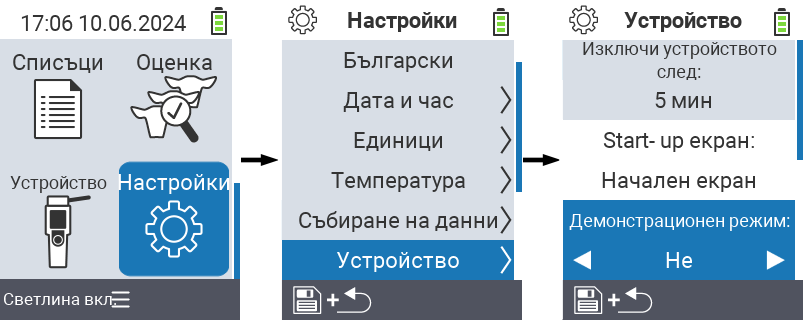 17:06 10.06.2024
Списъци
Оценка
Устройство
Настройки
Светлина вкл.
Настройки
Български
Дата и час
Единици
Температура
Събиране на данни
Устройство
+
Устройство
Изключи устройството
след:
5 мин
Start- up екран:
Начален екран
Демонстрационен режим:
Не
+